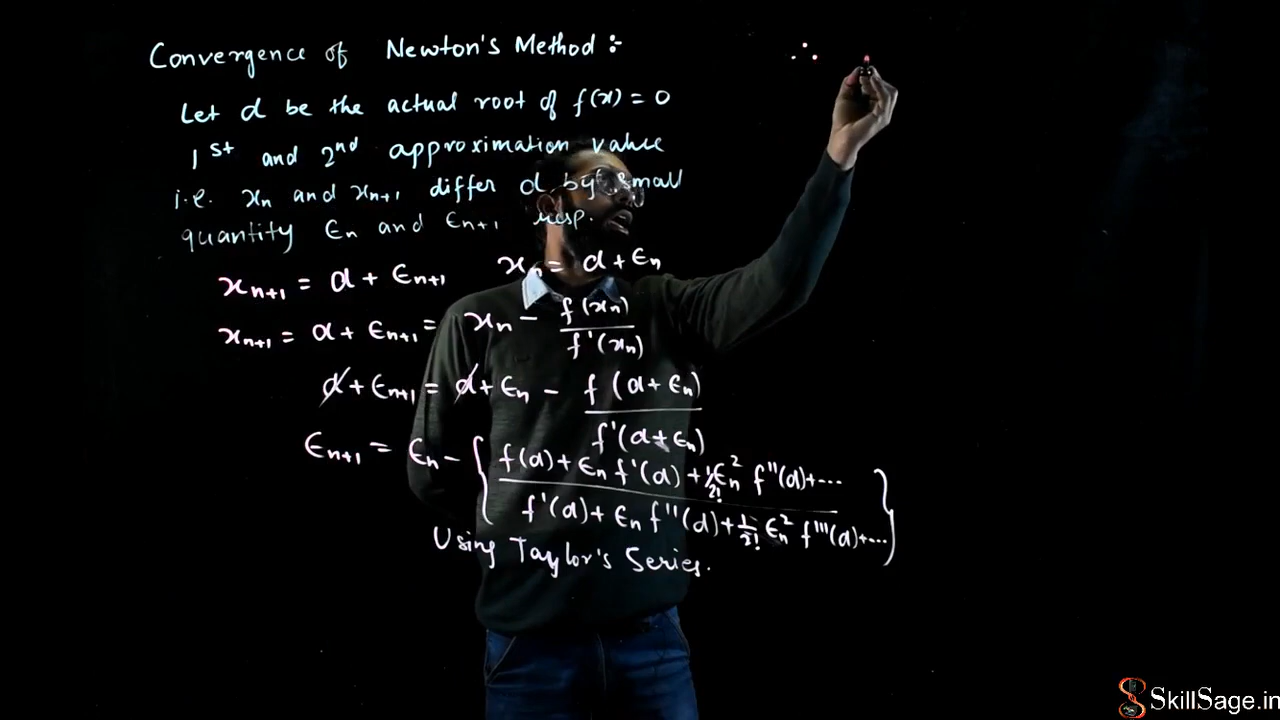 Convergence of Newton's Method :-
∴
Let α be the actual root of f(x) = 0
1st and 2nd approximation value
i.e. xₙ and xₙ₊₁ differ α by small
quantity ϵₙ and ϵₙ₊₁ resp.
xₙ₊₁ = α + ϵₙ₊₁ xₙ = α + ϵₙ
xₙ₊₁ = α + ϵₙ₊₁ = xₙ − f(xₙ) / f'(xₙ)
α + ϵₙ₊₁ = α + ϵₙ − f(α + ϵₙ) / f'(α + ϵₙ)
ϵₙ₊₁ = ϵₙ − { f(α) + ϵₙ f'(α) + 1/2! ϵₙ² f''(α) + ... / f'(α) + ϵₙ f''(α) + 1/2! ϵₙ² f'''(α) + ... }
Using Taylor's Series.
SkillSage.in